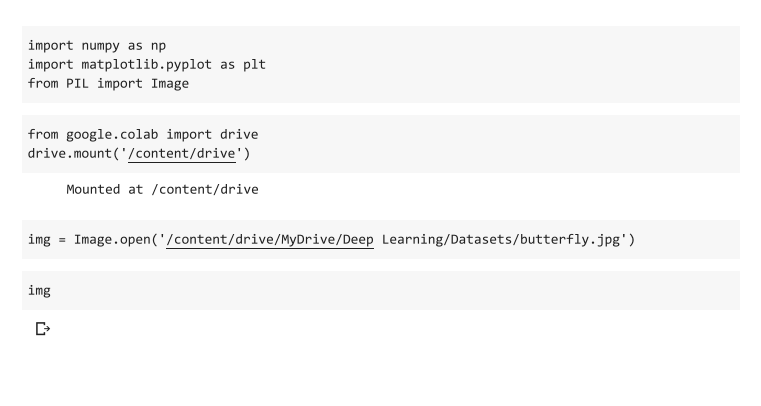 import numpy as np
import matplotlib.pyplot as plt
from PIL import Image
from google.colab import drive
drive.mount('/content/drive')
Mounted at /content/drive
img = Image.open('/content/drive/MyDrive/Deep Learning/Datasets/butterfly.jpg')
img